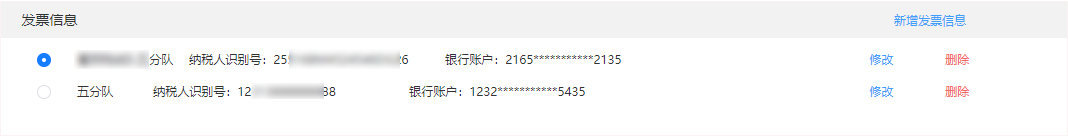 发票信息 新增发票信息
分队 纳税人识别号：25 26 银行账户：2165***********2135 修改 删除
五分队 纳税人识别号：12 38 银行账户：1232***********5435 修改 删除